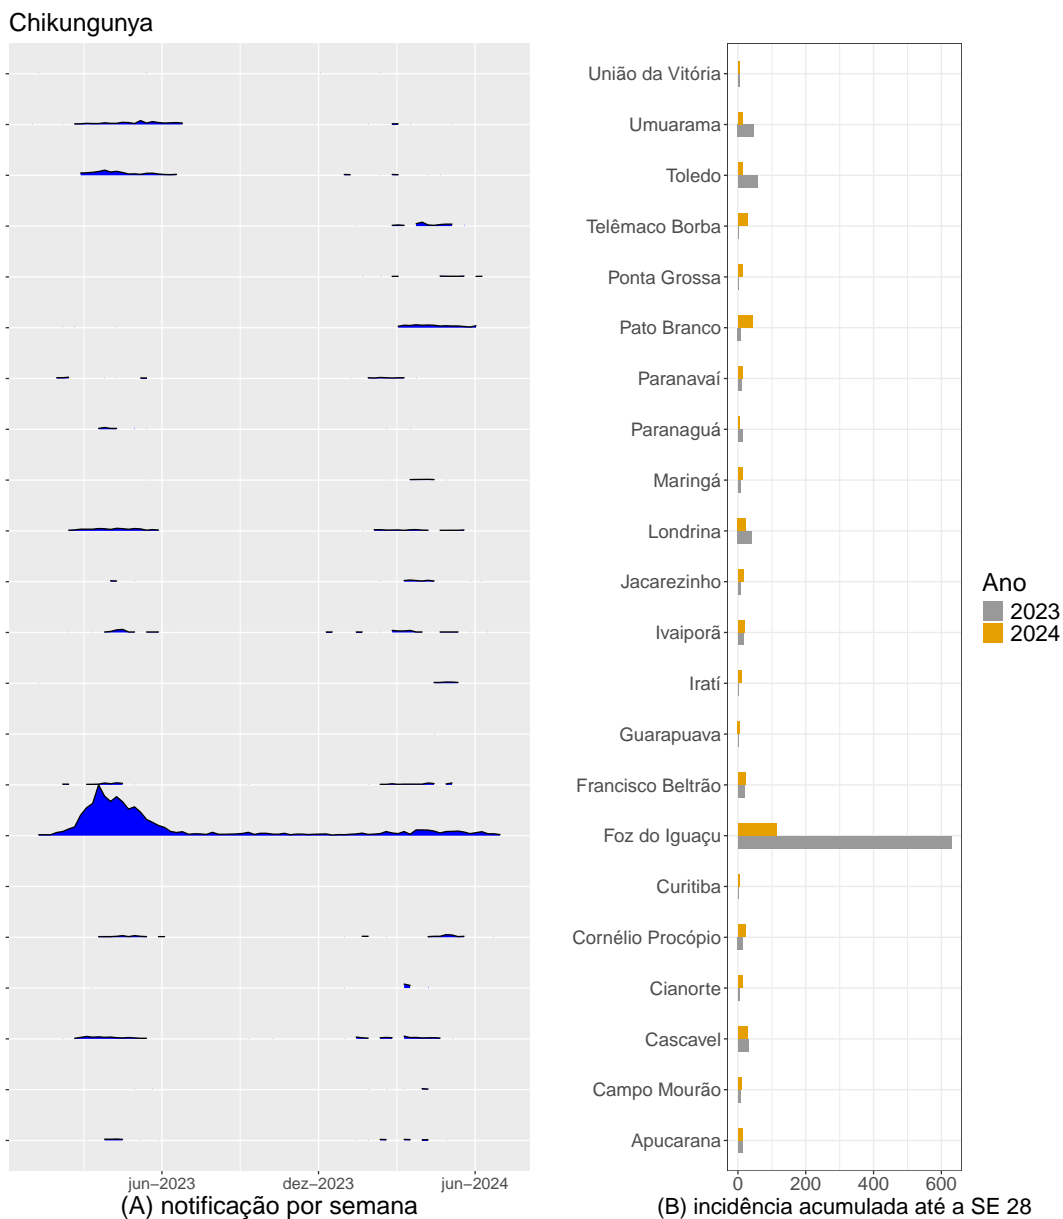 Chikungunya
União da Vitória
Umuarama
Toledo
Telêmaco Borba
Ponta Grossa
Pato Branco
Paranavaí
Paranaguá
Maringá
Londrina
Jacarezinho
Ivaiporã
Iratí
Guarapuava
Francisco Beltrão
Foz do Iguaçu
Curitiba
Cornélio Procópio
Cianorte
Cascavel
Campo Mourão
Apucarana
Ano
2023
2024
jun−2023 dez−2023 jun−2024
(A) notificação por semana
0 200 400 600
(B) incidência acumulada até a SE 28